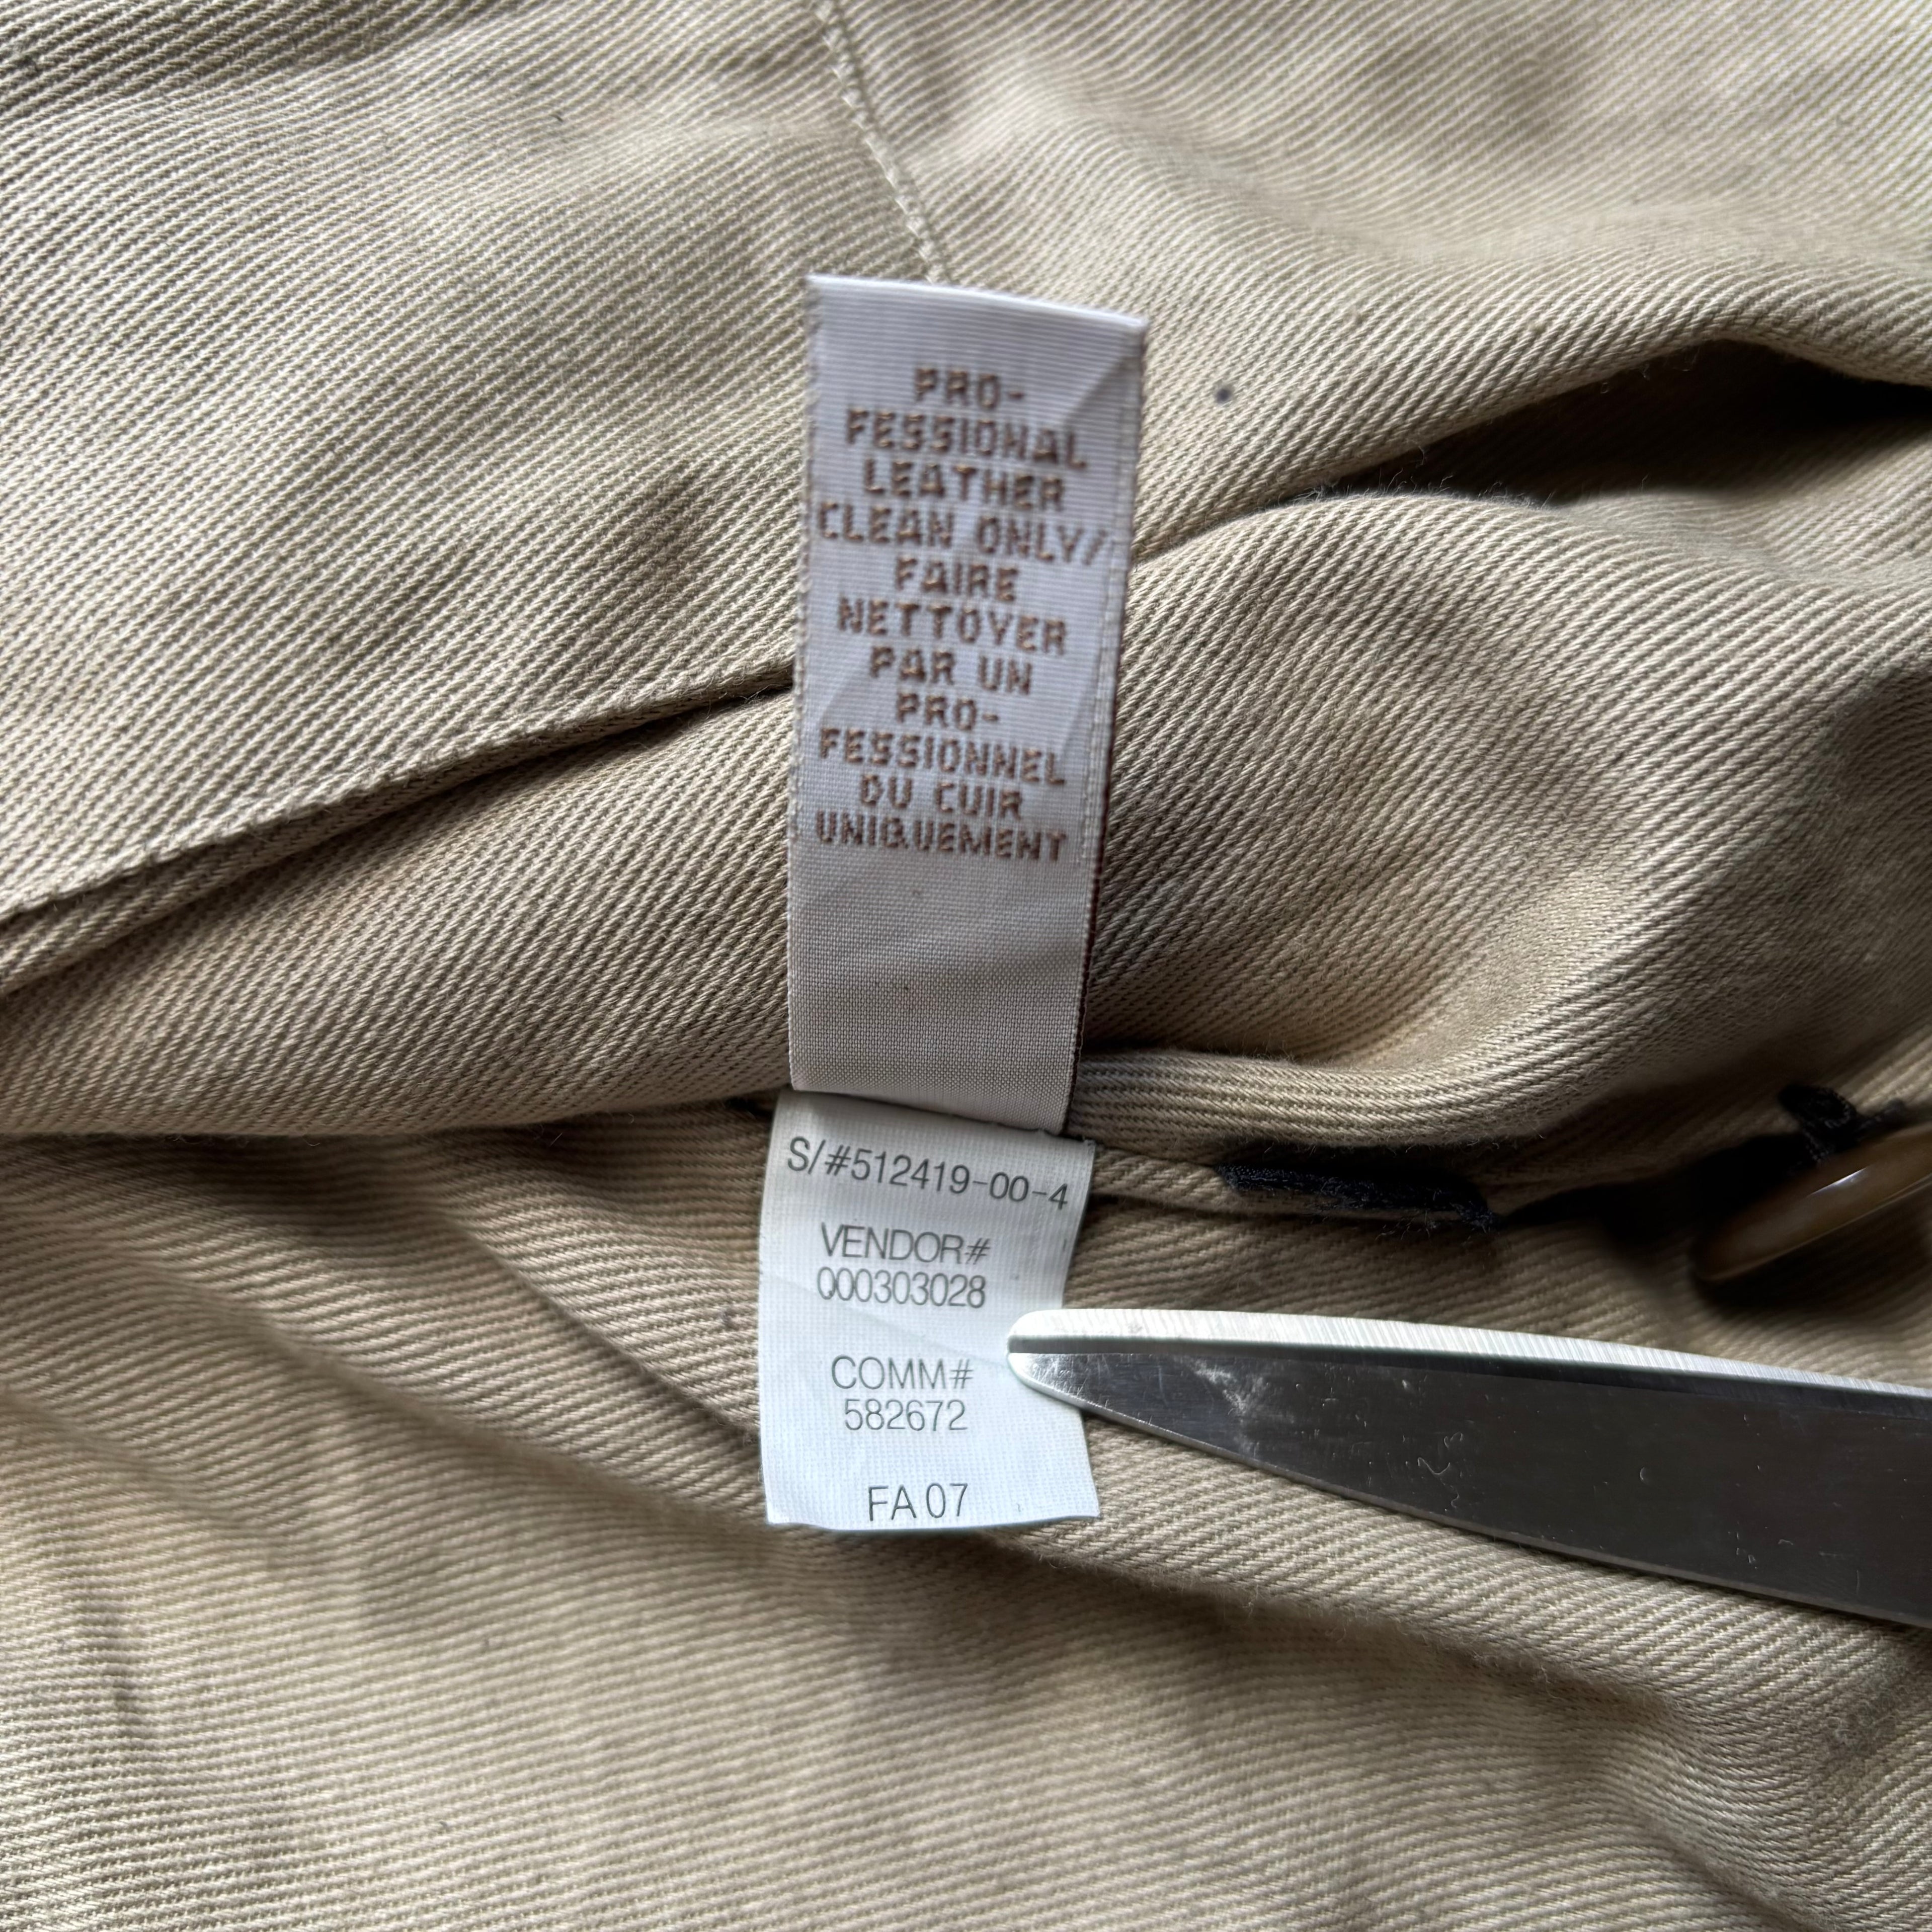 PRO-
FESSIONAL
LEATHER
CLEAN ONLY/
FAIRE
NETTOYER
PAR UN
PRO-
FESSIONNEL
DU CUIR
UNIQUEMENT
S/#512419-00-4
VENDOR#
000303028
COMM#
582672
FA 07